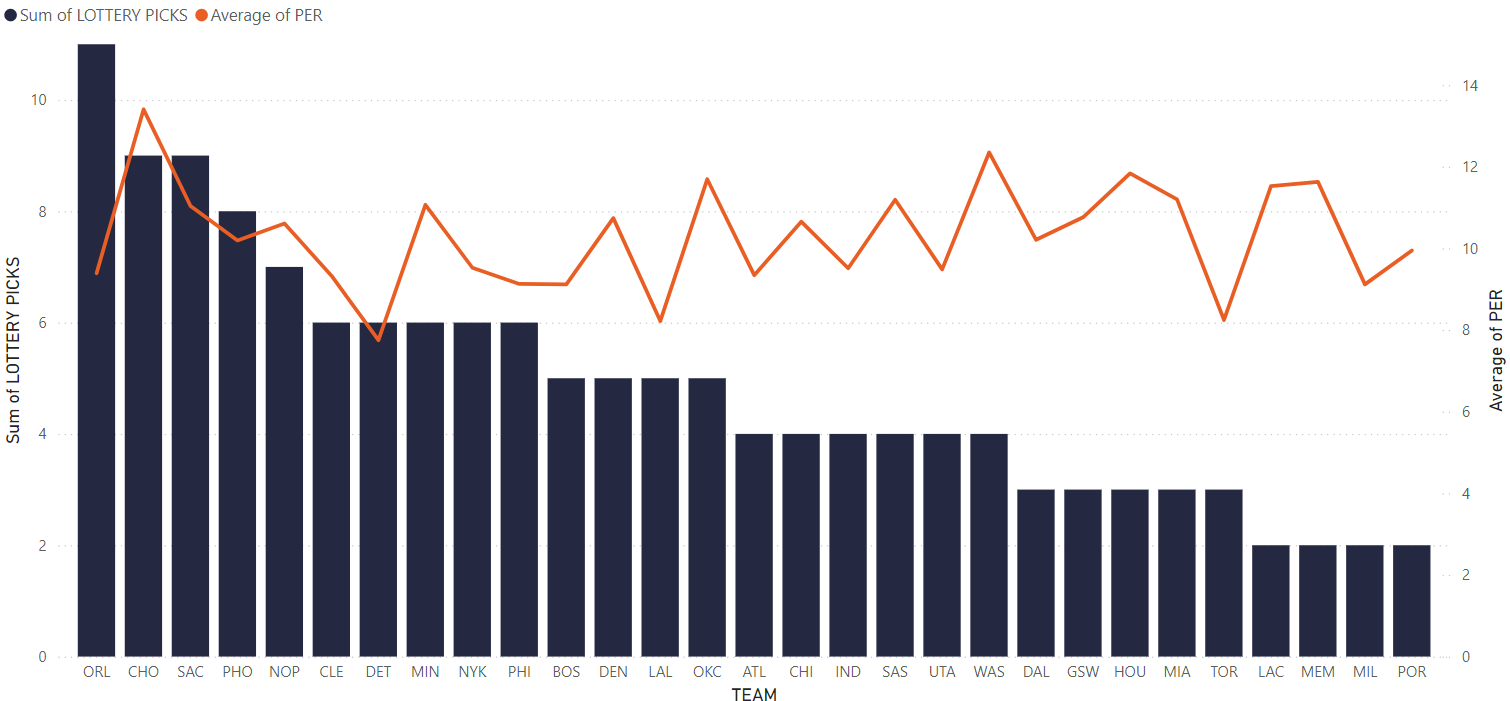 Sum of LOTTERY PICKS Average of PER
Sum of LOTTERY PICKS
10
8
6
4
2
0
14
12
10
8
6
4
2
0
Average of PER
ORL CHO SAC PHO NOP CLE DET MIN NYK PHI BOS DEN LAL OKC ATL CHI IND SAS UTA WAS DAL GSW HOU MIA TOR LAC MEM MIL POR
TEAM